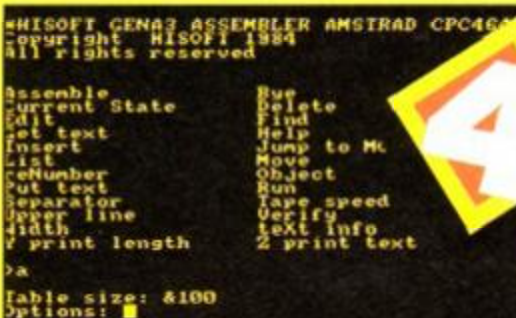 *HISOFT GENA3 ASSEMBLER AMSTRAD CPC464
Copyright HISOFT 1984
All rights reserved
Assemble Bye
Current State Delete
Edit Find
Get text Help
Insert Jump to MC
List Move
reNumber Object
Put text Run
Separator Tape speed
Upper line Verify
Width teXt info
Y print length Z print text
>a
Table size: &100
Options:
4